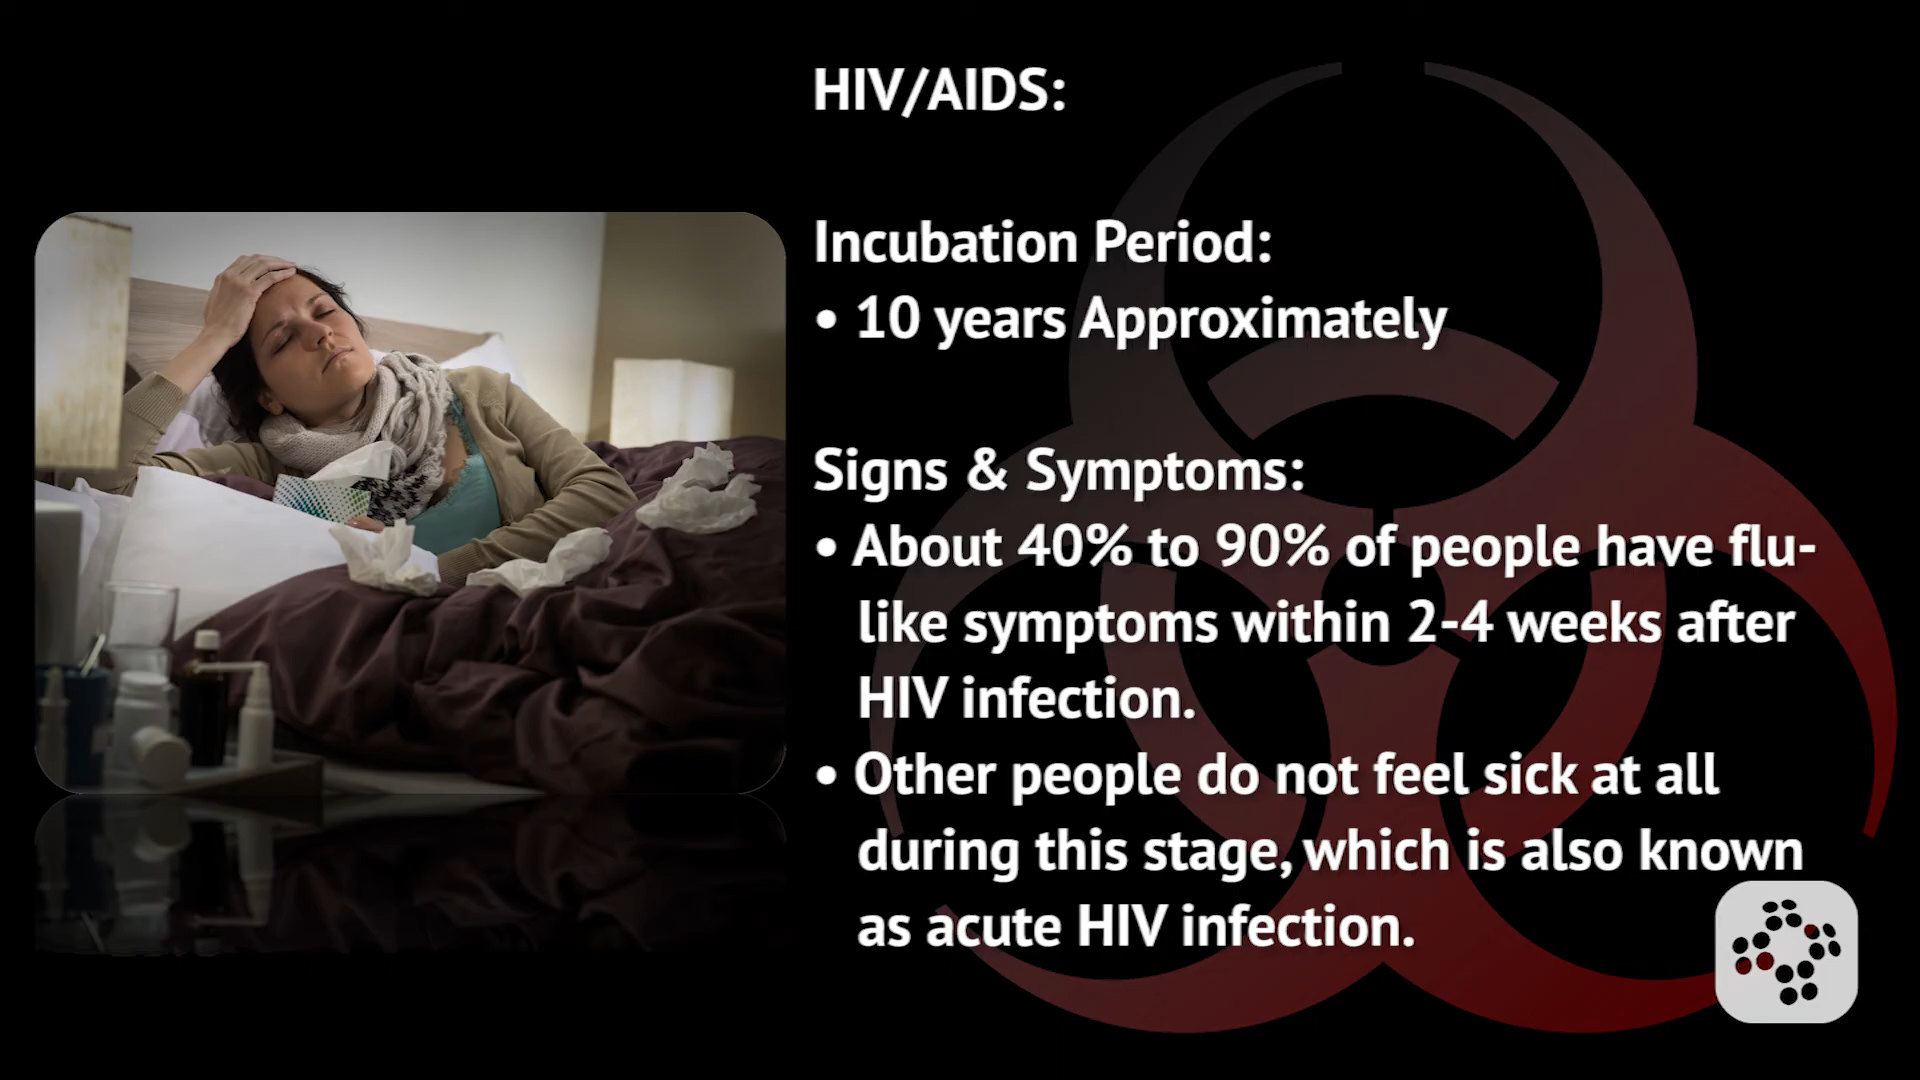 HIV/AIDS:
Incubation Period:
• 10 years Approximately
Signs & Symptoms:
• About 40% to 90% of people have flu-
like symptoms within 2-4 weeks after
HIV infection.
• Other people do not feel sick at all
during this stage, which is also known
as acute HIV infection.